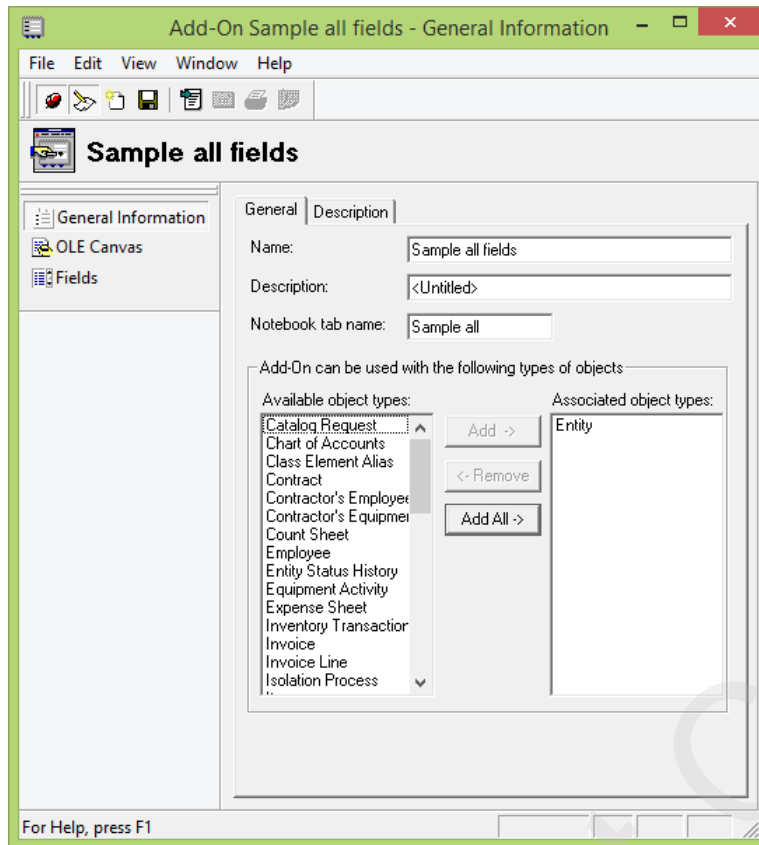 Add-On Sample all fields - General Information
File Edit View Window Help
Sample all fields
General Information
OLE Canvas
Fields
General Description
Name: Sample all fields
Description: <Untitled>
Notebook tab name: Sample all
Add-On can be used with the following types of objects
Available object types: Associated object types:
Catalog Request
Chart of Accounts
Class Element Alias
Contract
Contractor's Employee
Contractor's Equipmen
Count Sheet
Employee
Entity Status History
Equipment Activity
Expense Sheet
Inventory Transaction
Invoice
Invoice Line
Isolation Process
Add ->
<- Remove
Add All ->
Entity
For Help, press F1